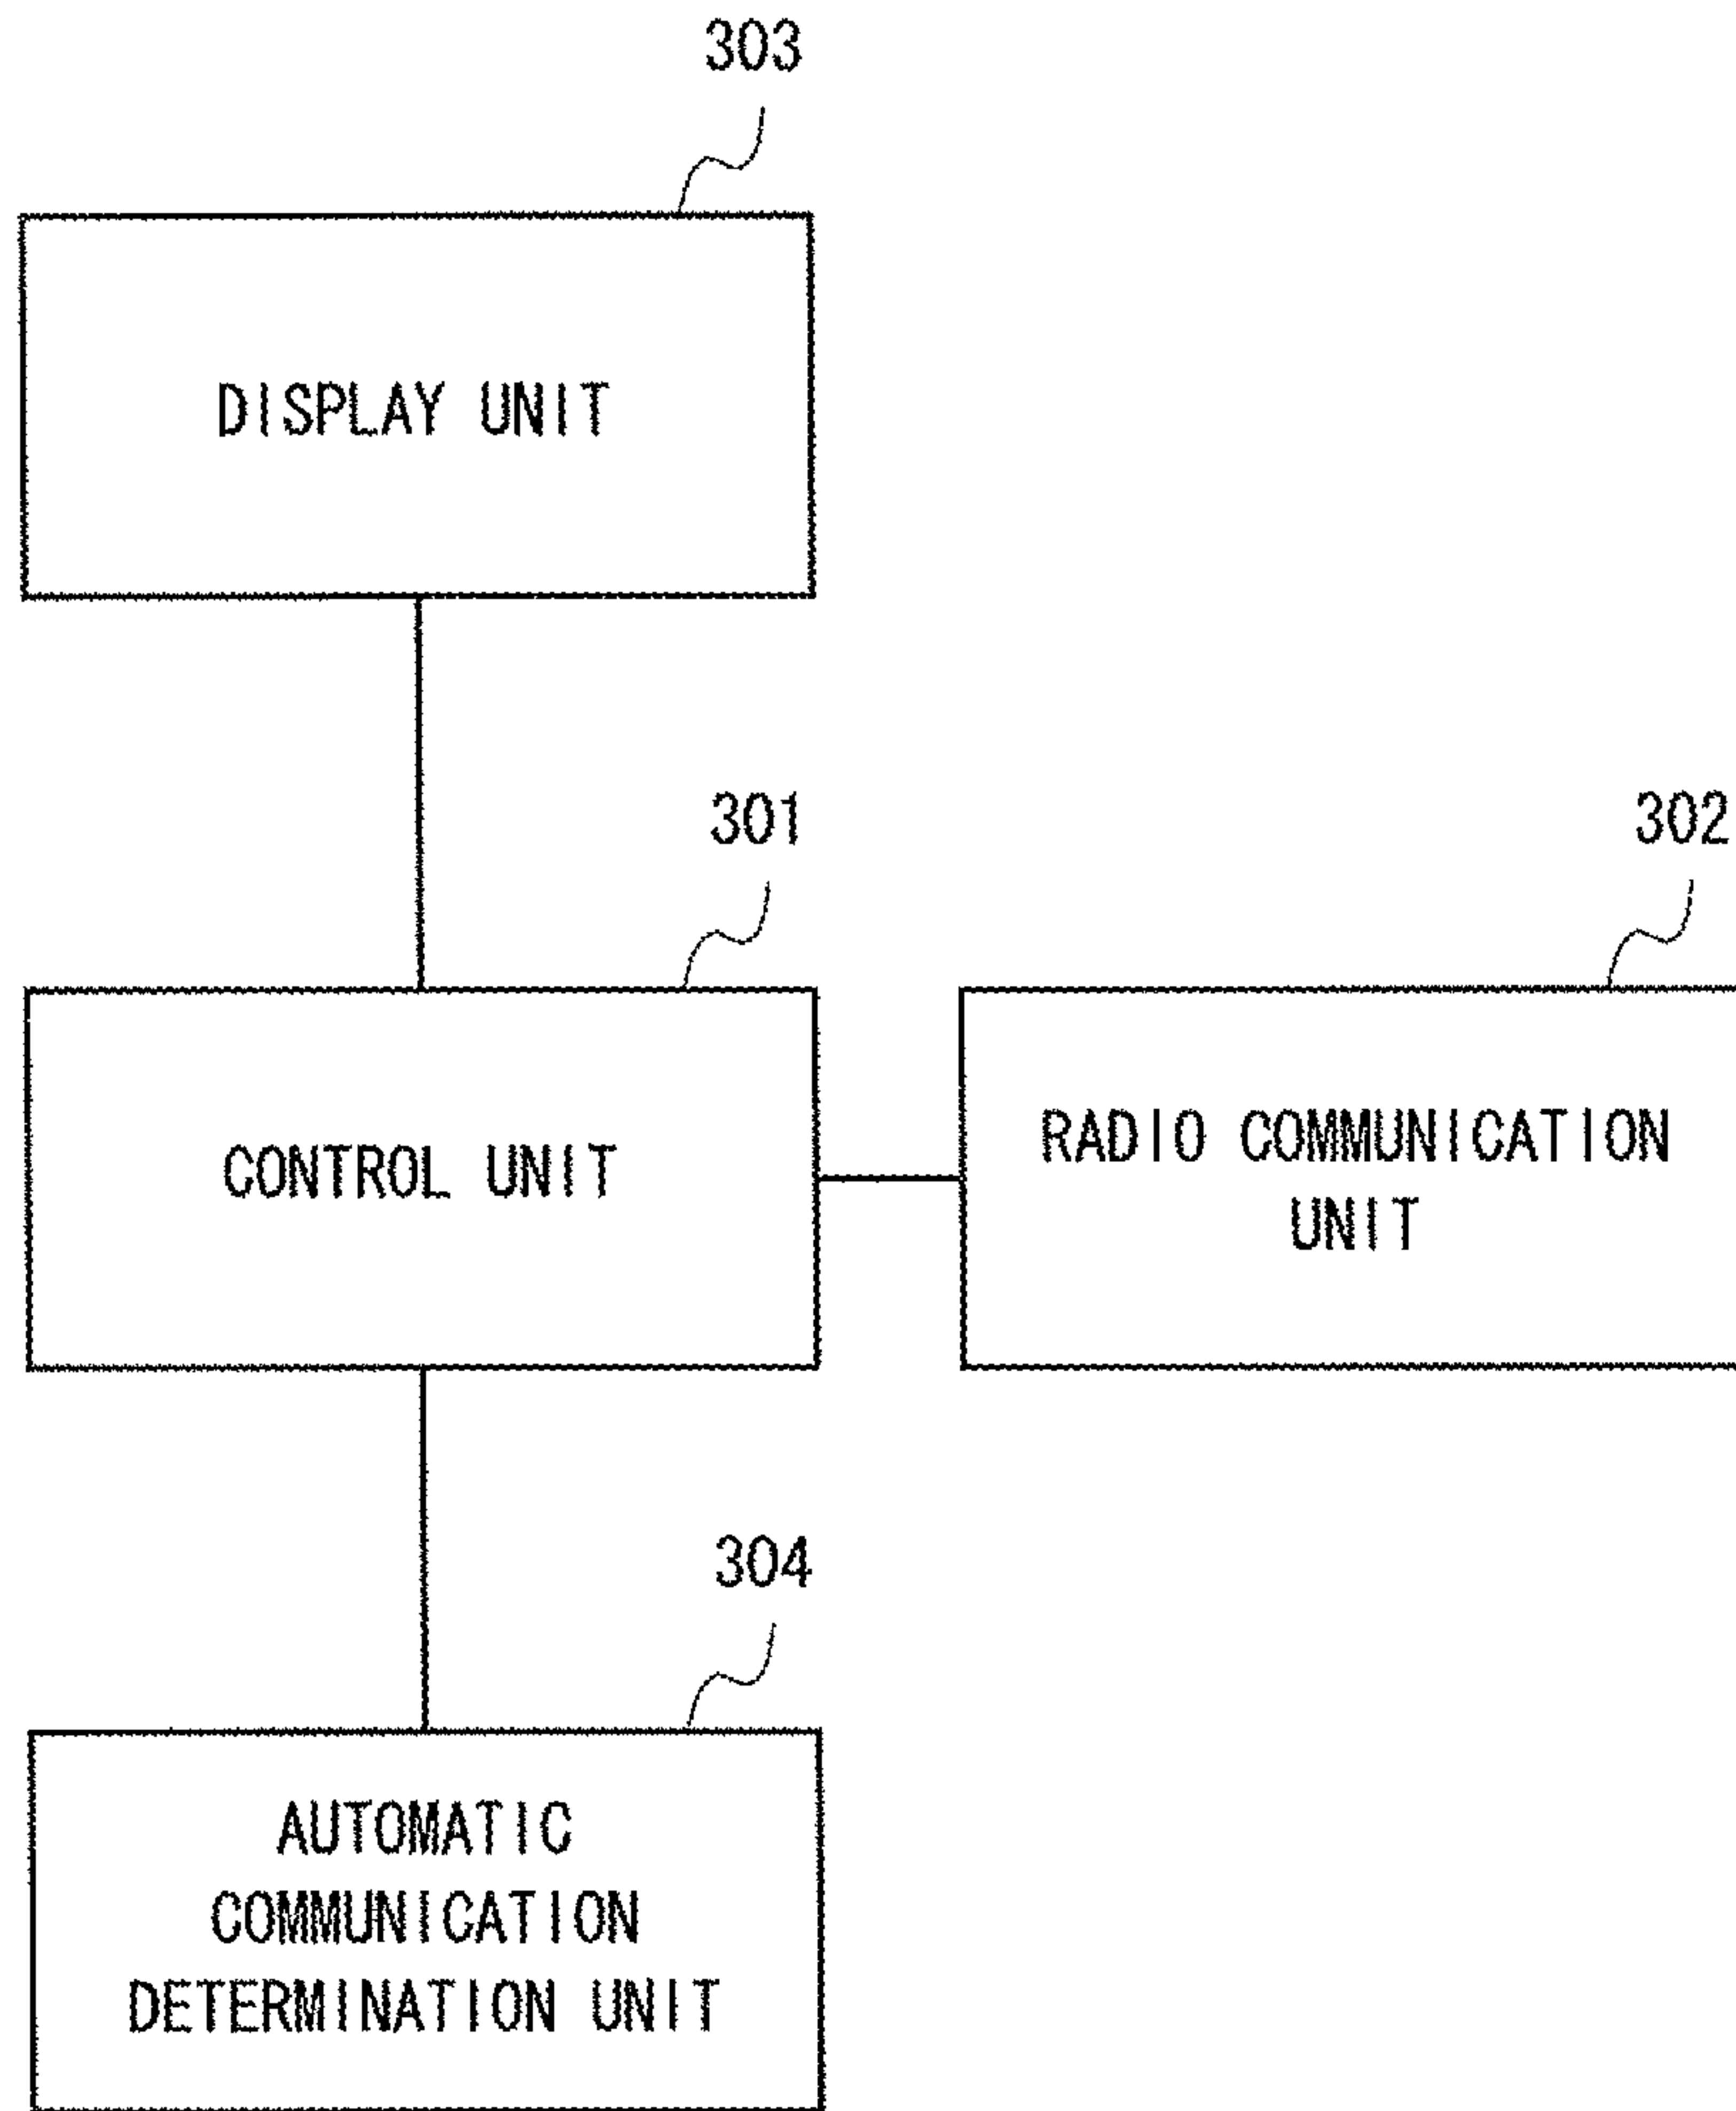 303
DISPLAY UNIT
301
302
CONTROL UNIT
RADIO COMMUNICATION
UNIT
304
AUTOMATIC
COMMUNICATION
DETERMINATION UNIT